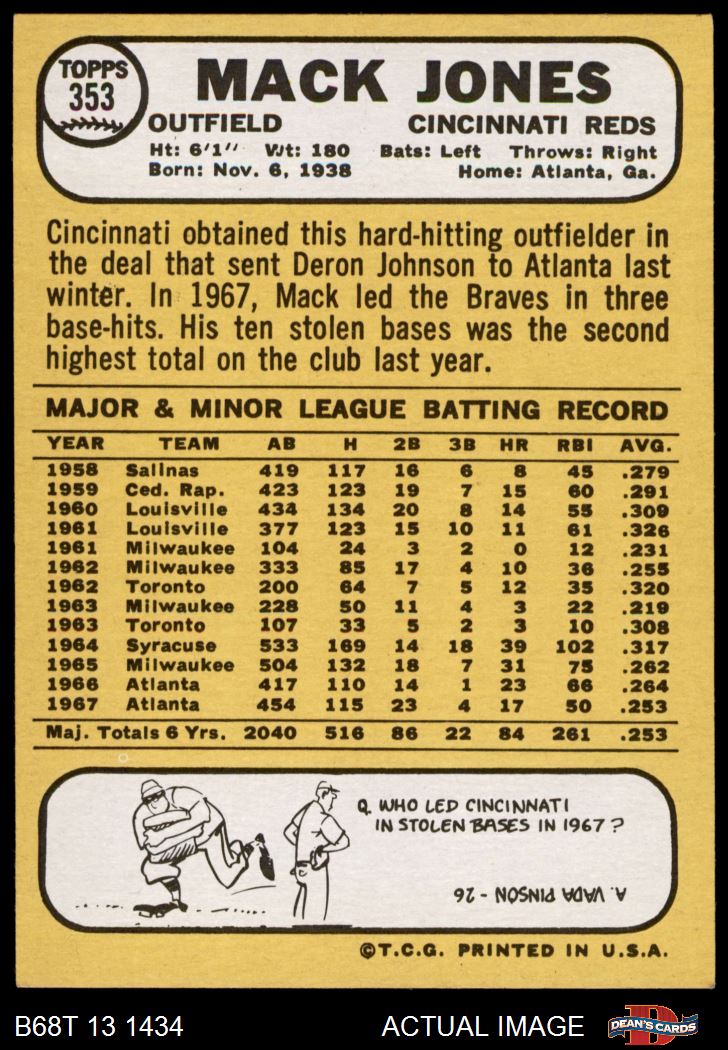 TOPPS
353
MACK JONES
OUTFIELD CINCINNATI REDS
Ht: 6'1" Wt: 180 Bats: Left Throws: Right
Born: Nov. 6, 1938 Home: Atlanta, Ga.
Cincinnati obtained this hard-hitting outfielder in
the deal that sent Deron Johnson to Atlanta last
winter. In 1967, Mack led the Braves in three
base-hits. His ten stolen bases was the second
highest total on the club last year.
MAJOR & MINOR LEAGUE BATTING RECORD
YEAR TEAM AB H 2B 3B HR RBI AVG.
1958 Salinas 419 117 16 6 8 45 .279
1959 Ced. Rap. 423 123 19 7 15 60 .291
1960 Louisville 434 134 20 8 14 55 .309
1961 Louisville 377 123 15 10 11 61 .326
1961 Milwaukee 104 24 3 2 0 12 .231
1962 Milwaukee 333 85 17 4 10 36 .255
1962 Toronto 200 64 7 5 12 35 .320
1963 Milwaukee 228 50 11 4 3 22 .219
1963 Toronto 107 33 5 2 3 10 .308
1964 Syracuse 533 169 14 18 39 102 .317
1965 Milwaukee 504 132 18 7 31 75 .262
1966 Atlanta 417 110 14 1 23 66 .264
1967 Atlanta 454 115 23 4 17 50 .253
Maj. Totals 6 Yrs. 2040 516 86 22 84 261 .253
Q. WHO LED CINCINNATI
IN STOLEN BASES IN 1967?
A. VADA PINSON - 26
©T.C.G. PRINTED IN U.S.A.
B68T 13 1434 ACTUAL IMAGE D DEAN'S CARDS